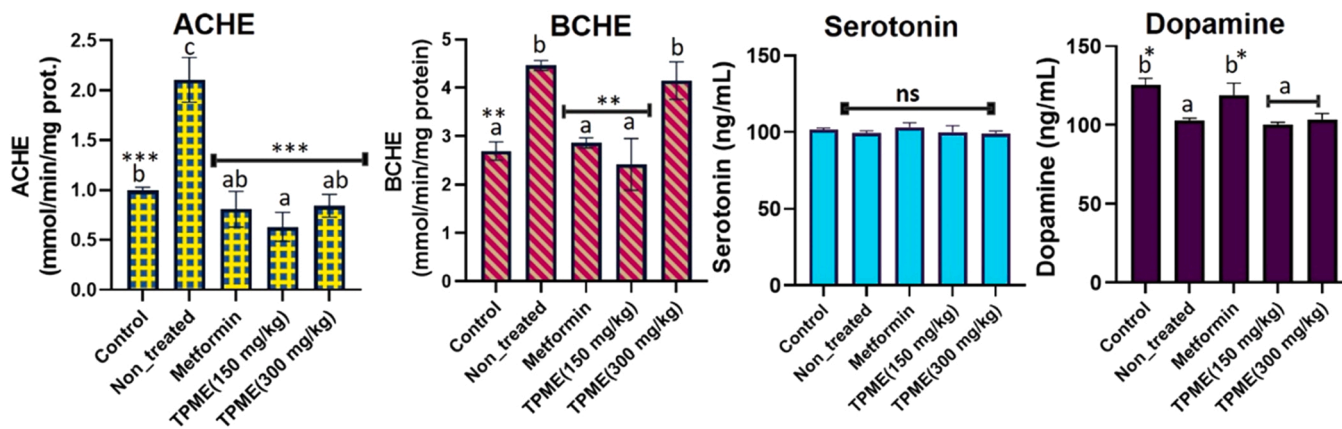 ACHE
ACHE
(mmol/min/mg prot.)
2.5
2.0
1.5
1.0
0.5
0.0
***
b
c
ab
a
ab
***
Control
Non_treated
Metformin
TPME(150 mg/kg)
TPME(300 mg/kg)
BCHE
BCHE
(mmol/min/mg protein)
5
4
3
2
1
0
**
a
b
a
a
**
b
Control
Non_treated
Metformin
TPME(150 mg/kg)
TPME(300 mg/kg)
Serotonin
Serotonin (ng/mL)
150
100
50
0
ns
Control
Non_treated
Metformin
TPME(150 mg/kg)
TPME(300 mg/kg)
Dopamine
Dopamine (ng/mL)
150
100
50
0
b*
a
b*
a
Control
Non_treated
Metformin
TPME(150 mg/kg)
TPME(300 mg/kg)